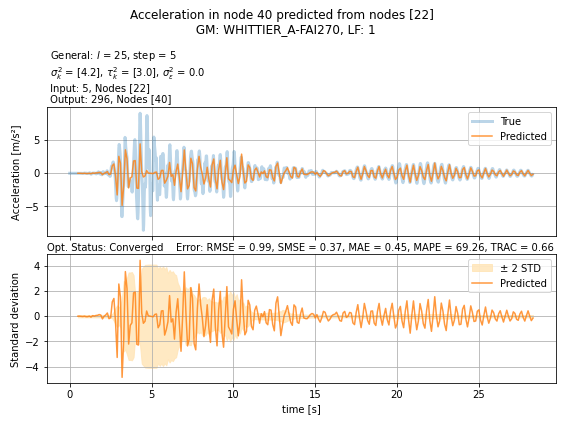 Acceleration in node 40 predicted from nodes [22]
GM: WHITTIER_A-FAI270, LF: 1
General: l = 25, step = 5
σ_k² = [4.2], τ_k² = [3.0], σ_ε² = 0.0
Input: 5, Nodes [22]
Output: 296, Nodes [40]
Acceleration [m/s²]
5
0
−5
True
Predicted
Opt. Status: Converged    Error: RMSE = 0.99, SMSE = 0.37, MAE = 0.45, MAPE = 69.26, TRAC = 0.66
Standard deviation
4
2
0
−2
−4
± 2 STD
Predicted
0 5 10 15 20 25
time [s]